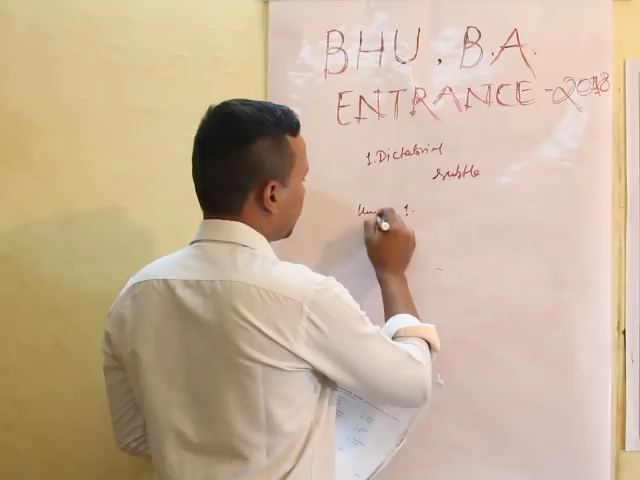 BHU. B.A.
ENTRANCE - 2018
1. Dictatorial
subtle